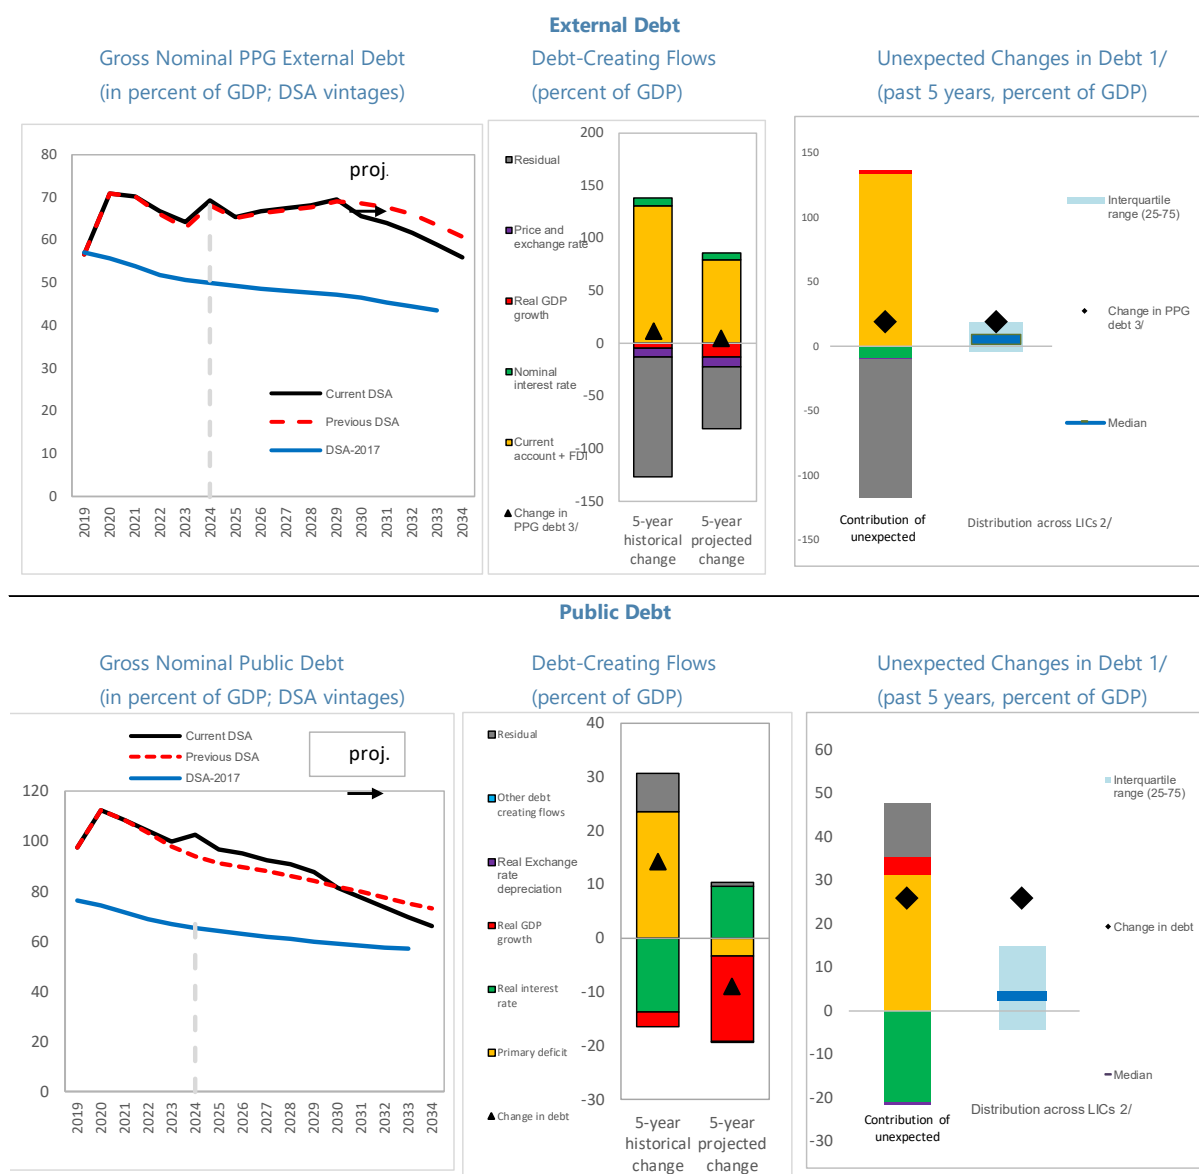 External Debt
Gross Nominal PPG External Debt
(in percent of GDP; DSA vintages)
80
70
60
50
40
30
20
10
0
proj.
Current DSA
Previous DSA
DSA-2017
2019
2020
2021
2022
2023
2024
2025
2026
2027
2028
2029
2030
2031
2032
2033
2034
Debt-Creating Flows
(percent of GDP)
Residual
Price and
exchange rate
Real GDP
growth
Nominal
interest rate
Current
account + FDI
Change in
PPG debt 3/
200
150
100
50
0
-50
-100
-150
5-year
historical
change
5-year
projected
change
Unexpected Changes in Debt 1/
(past 5 years, percent of GDP)
150
100
50
0
-50
-100
-150
Interquartile
range (25-75)
Change in PPG
debt 3/
Median
Contribution of
unexpected
Distribution across LICs 2/
Public Debt
Gross Nominal Public Debt
(in percent of GDP; DSA vintages)
Current DSA
Previous DSA
DSA-2017
proj.
120
100
80
60
40
20
0
2019
2020
2021
2022
2023
2024
2025
2026
2027
2028
2029
2030
2031
2032
2033
2034
Debt-Creating Flows
(percent of GDP)
Residual
Other debt
creating flows
Real Exchange
rate
depreciation
Real GDP
growth
Real interest
rate
Primary deficit
Change in debt
40
30
20
10
0
-10
-20
-30
5-year
historical
change
5-year
projected
change
Unexpected Changes in Debt 1/
(past 5 years, percent of GDP)
60
50
40
30
20
10
0
-10
-20
-30
Interquartile
range (25-75)
Change in debt
Median
Contribution of
unexpected
Distribution across LICs 2/